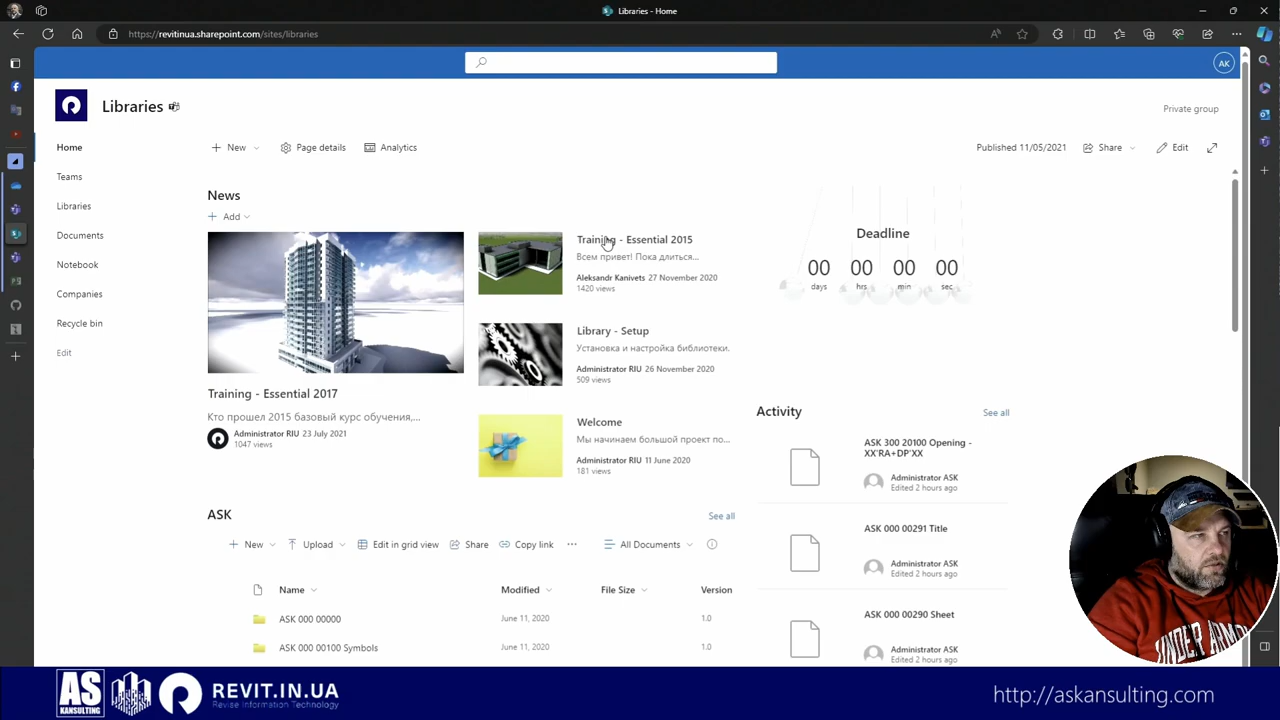 Libraries - Home
https://revitinua.sharepoint.com/sites/libraries
AK
Libraries
Private group
Home
New
Page details
Analytics
Published 11/05/2021
Share
Edit
Teams
Libraries
Documents
Notebook
Companies
Recycle bin
Edit
News
Add
Training - Essential 2017
Кто прошел 2015 базовый курс обучения,...
Administrator RIU 23 July 2021
1047 views
Training - Essential 2015
Всем привет! Пока длиться...
Aleksandr Kanivets 27 November 2020
1420 views
Library - Setup
Установка и настройка библиотеки.
Administrator RIU 26 November 2020
509 views
Welcome
Мы начинаем большой проект по...
Administrator RIU 11 June 2020
181 views
Deadline
00 00 00 00
days hrs min sec
Activity
See all
ASK 300 20100 Opening -
XX'RA+DP'XX
Administrator ASK
Edited 2 hours ago
ASK 000 00291 Title
Administrator ASK
Edited 2 hours ago
ASK 000 00290 Sheet
Administrator ASK
Edited 2 hours ago
ASK
See all
New
Upload
Edit in grid view
Share
Copy link
All Documents
Name Modified File Size Version
ASK 000 00000 June 11, 2020 1.0
ASK 000 00100 Symbols June 11, 2020 1.0
UNDER ARMO
AS
KANSULTING
REVIT.IN.UA
Revise Information Technology
http://askansulting.com